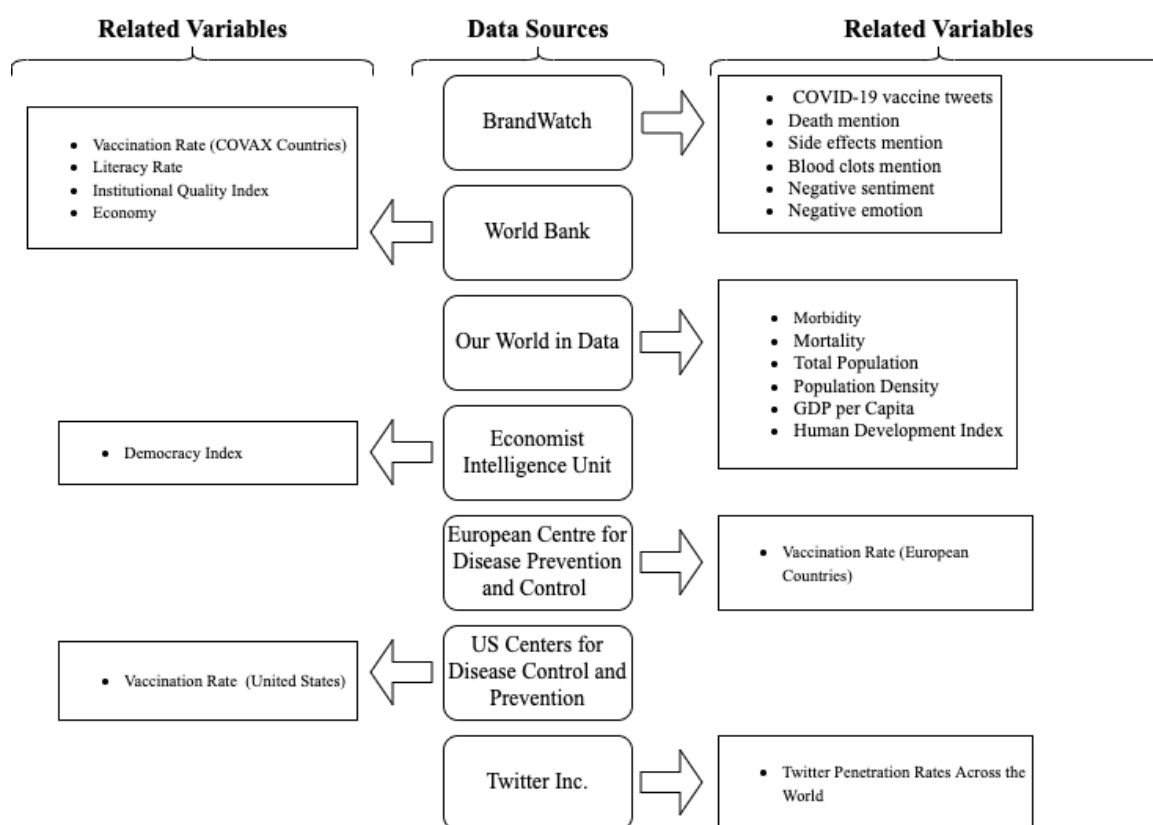 Related Variables
Data Sources
Related Variables
BrandWatch
• COVID-19 vaccine tweets
• Death mention
• Side effects mention
• Blood clots mention
• Negative sentiment
• Negative emotion
• Vaccination Rate (COVAX Countries)
• Literacy Rate
• Institutional Quality Index
• Economy
World Bank
Our World in Data
• Morbidity
• Mortality
• Total Population
• Population Density
• GDP per Capita
• Human Development Index
• Democracy Index
Economist
Intelligence Unit
European Centre for
Disease Prevention
and Control
• Vaccination Rate (European
Countries)
• Vaccination Rate (United States)
US Centers for
Disease Control and
Prevention
Twitter Inc.
• Twitter Penetration Rates Across the
World